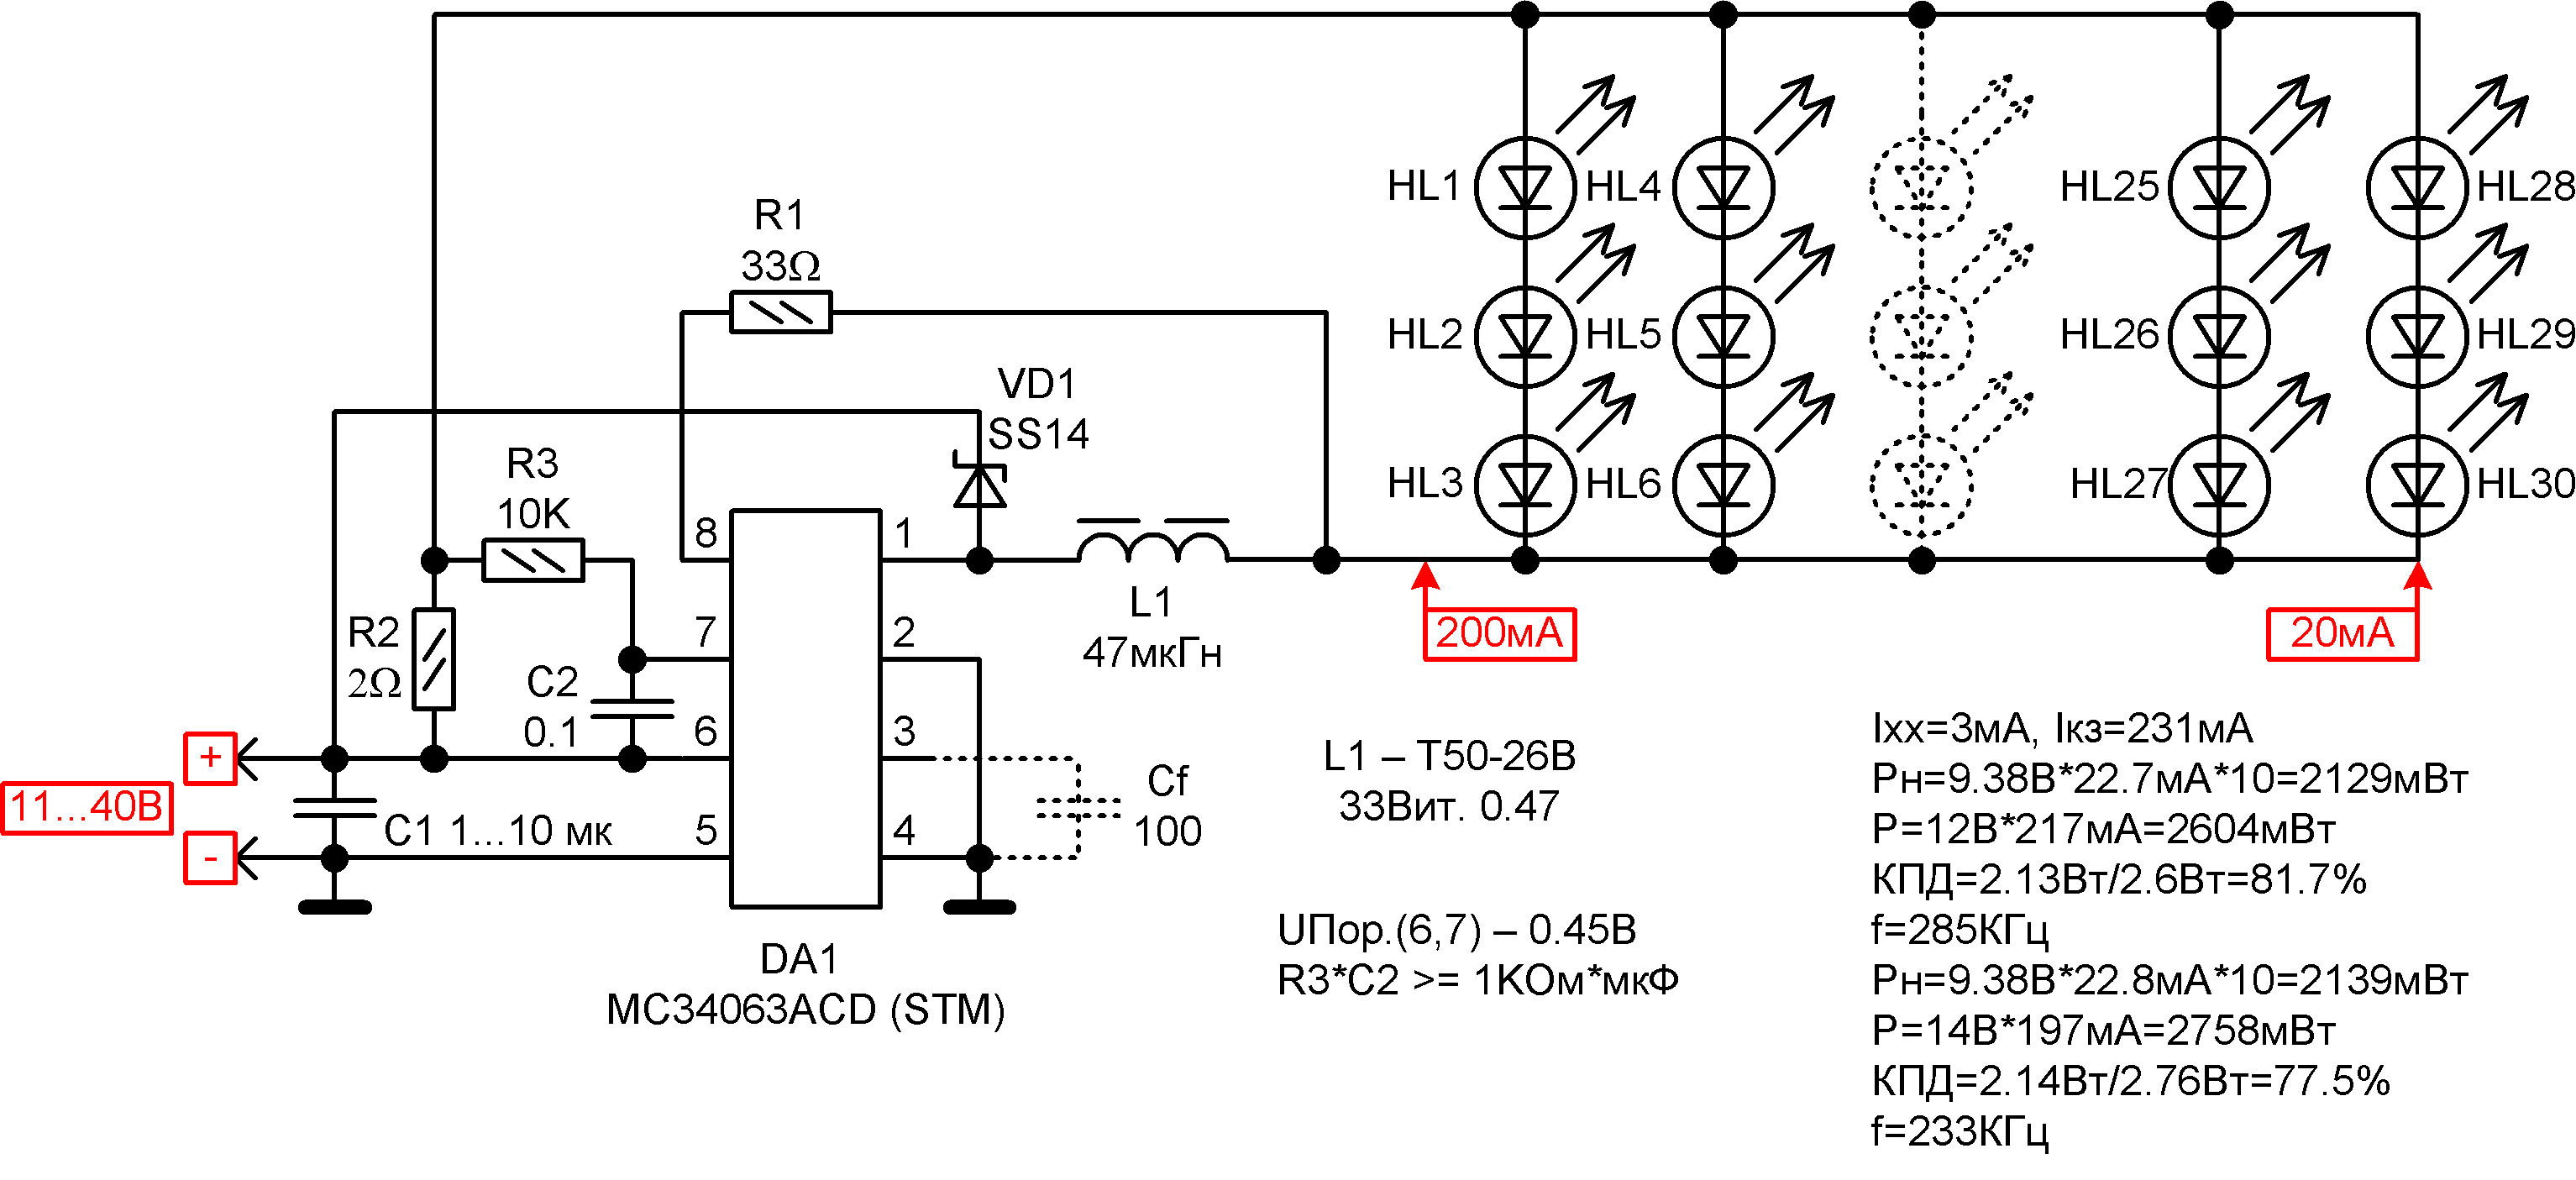 R1
33Ω
VD1
SS14
R3
10K
R2
2Ω
C2
0.1
8
7
6
5
1
2
3
4
L1
47мкГн
Cf
100
+
-
11...40В
C1 1...10 мк
DA1
MC34063ACD (STM)
HL1
HL2
HL3
HL4
HL5
HL6
HL25
HL26
HL27
HL28
HL29
HL30
200мА
20мА
L1 – T50-26B
33Вит. 0.47
UПор.(6,7) – 0.45В
R3*C2 >= 1КОм*мкФ
Iхх=3мА, Iкз=231мА
Рн=9.38В*22.7мА*10=2129мВт
Р=12В*217мА=2604мВт
КПД=2.13Вт/2.6Вт=81.7%
f=285КГц
Рн=9.38В*22.8мА*10=2139мВт
Р=14В*197мА=2758мВт
КПД=2.14Вт/2.76Вт=77.5%
f=233КГц